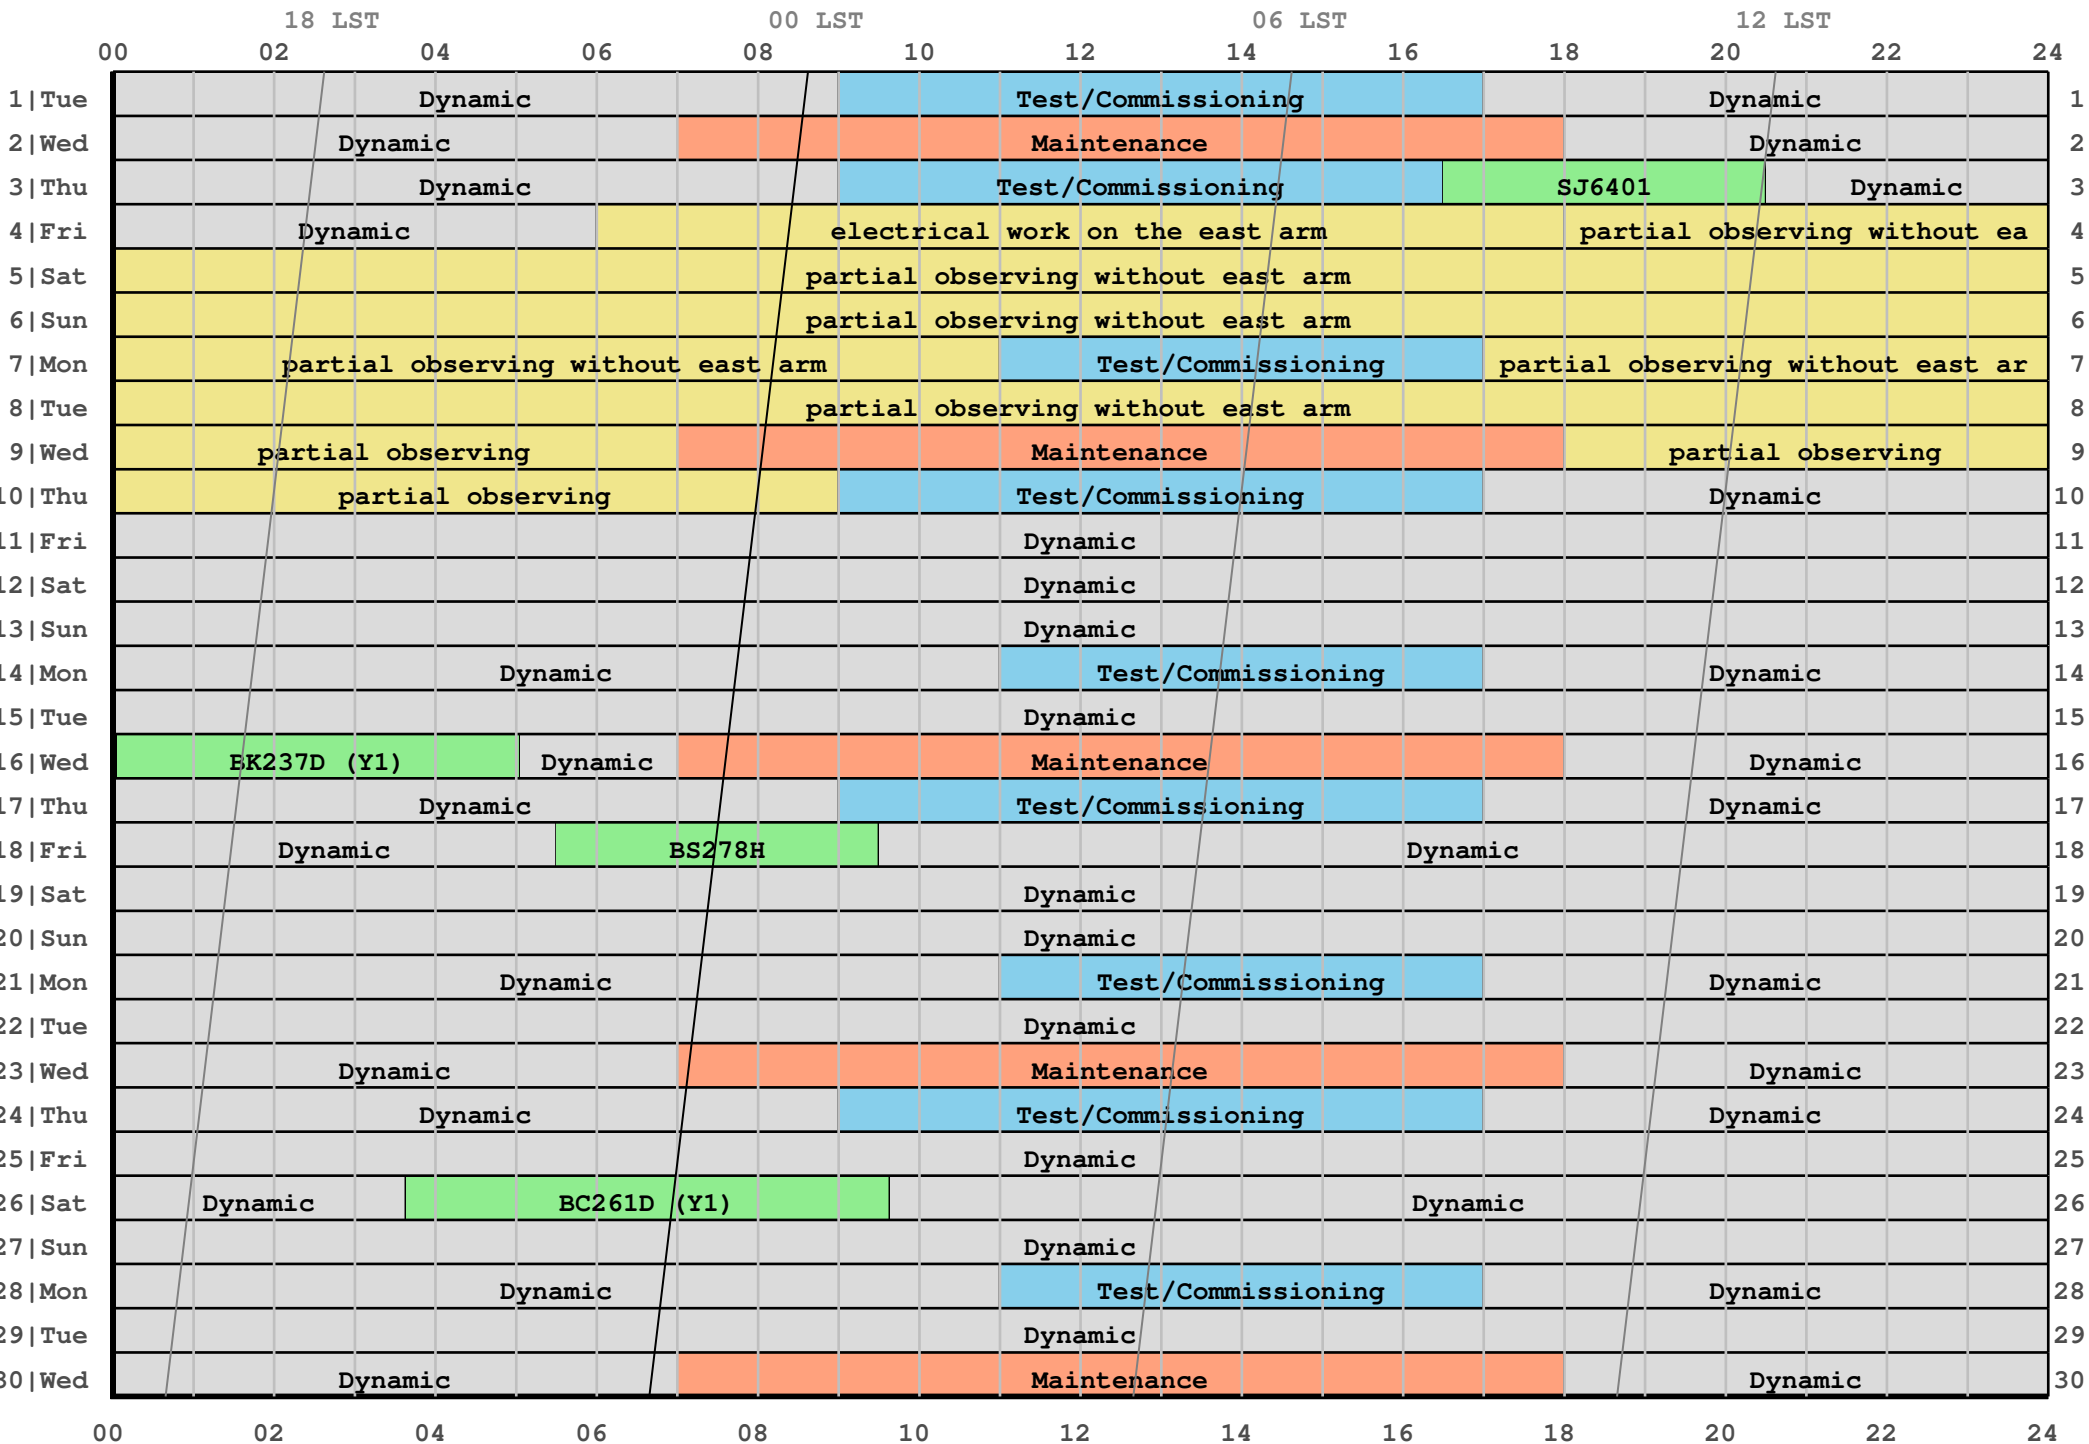 18 LST 00 LST 06 LST 12 LST
00 02 04 06 08 10 12 14 16 18 20 22 24
1|Tue Dynamic Test/Commissioning Dynamic 1
2|Wed Dynamic Maintenance Dynamic 2
3|Thu Dynamic Test/Commissioning SJ6401 Dynamic 3
4|Fri Dynamic electrical work on the east arm partial observing without ea 4
5|Sat partial observing without east arm 5
6|Sun partial observing without east arm 6
7|Mon partial observing without east arm Test/Commissioning partial observing without east ar 7
8|Tue partial observing without east arm 8
9|Wed partial observing Maintenance partial observing 9
10|Thu partial observing Test/Commissioning Dynamic 10
11|Fri Dynamic 11
12|Sat Dynamic 12
13|Sun Dynamic 13
14|Mon Dynamic Test/Commissioning Dynamic 14
15|Tue Dynamic 15
16|Wed BK237D (Y1) Dynamic Maintenance Dynamic 16
17|Thu Dynamic Test/Commissioning Dynamic 17
18|Fri Dynamic BS278H Dynamic 18
19|Sat Dynamic 19
20|Sun Dynamic 20
21|Mon Dynamic Test/Commissioning Dynamic 21
22|Tue Dynamic 22
23|Wed Dynamic Maintenance Dynamic 23
24|Thu Dynamic Test/Commissioning Dynamic 24
25|Fri Dynamic 25
26|Sat Dynamic BC261D (Y1) Dynamic 26
27|Sun Dynamic 27
28|Mon Dynamic Test/Commissioning Dynamic 28
29|Tue Dynamic 29
30|Wed Dynamic Maintenance Dynamic 30
00 02 04 06 08 10 12 14 16 18 20 22 24